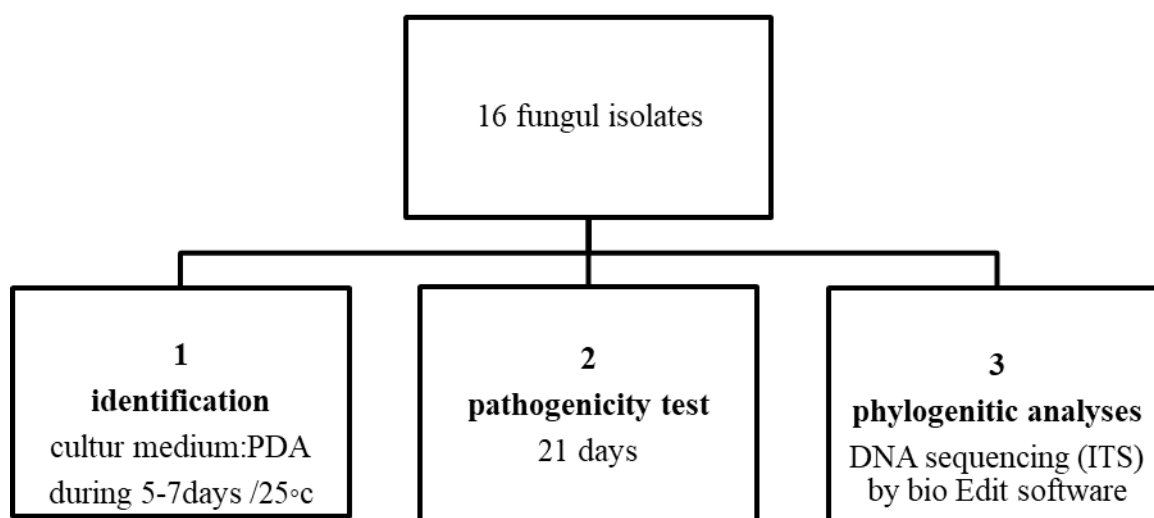 16 fungul isolates
1
identification
cultur medium:PDA
during 5-7days /25◦c
2
pathogenicity test
21 days
3
phylogenitic analyses
DNA sequencing (ITS)
by bio Edit software